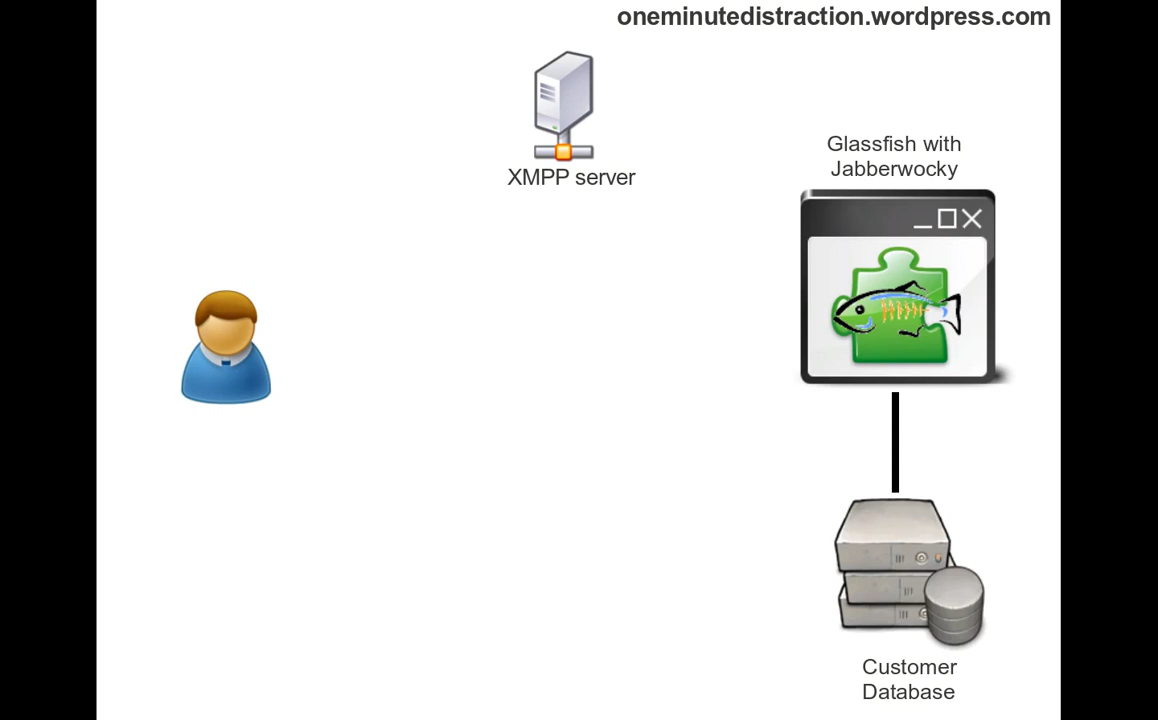 oneminutedistraction.wordpress.com
XMPP server
Glassfish with
Jabberwocky
Customer
Database